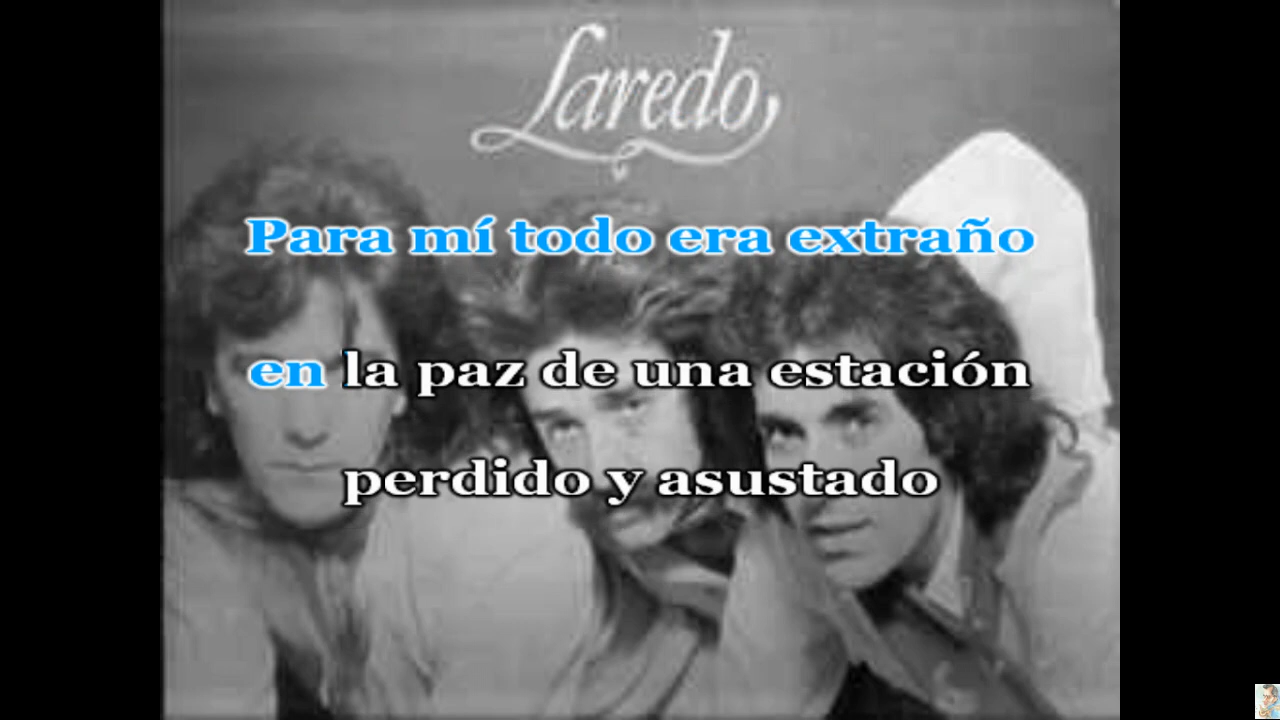 Laredo
Para mí todo era extraño
en la paz de una estación
perdido y asustado